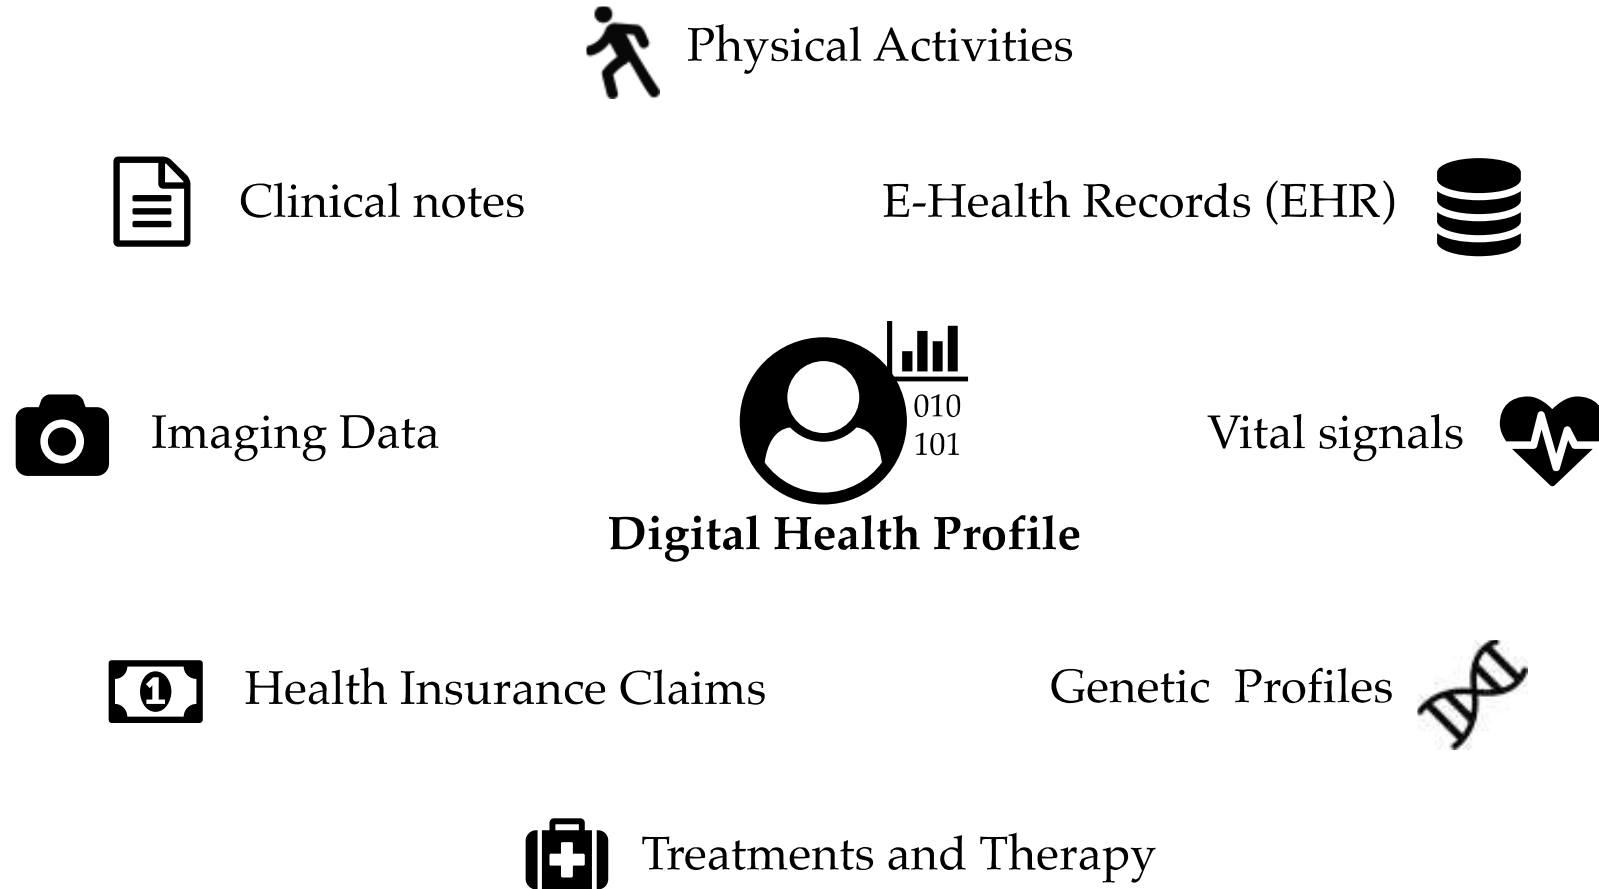 Physical Activities
Clinical notes
E-Health Records (EHR)
010
101
Imaging Data
Vital signals
Digital Health Profile
1
Health Insurance Claims
Genetic Profiles
Treatments and Therapy